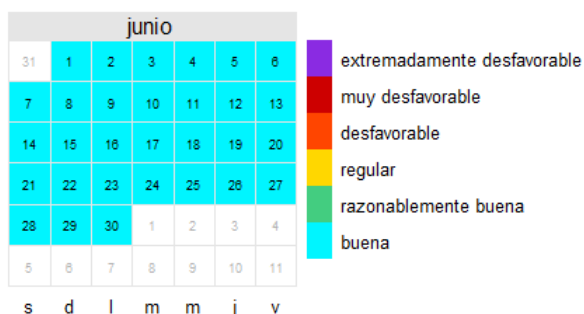 junio
31 1 2 3 4 5 6
7 8 9 10 11 12 13
14 15 16 17 18 19 20
21 22 23 24 25 26 27
28 29 30 1 2 3 4
5 6 7 8 9 10 11
s d l m m j v
extremadamente desfavorable
muy desfavorable
desfavorable
regular
razonablemente buena
buena